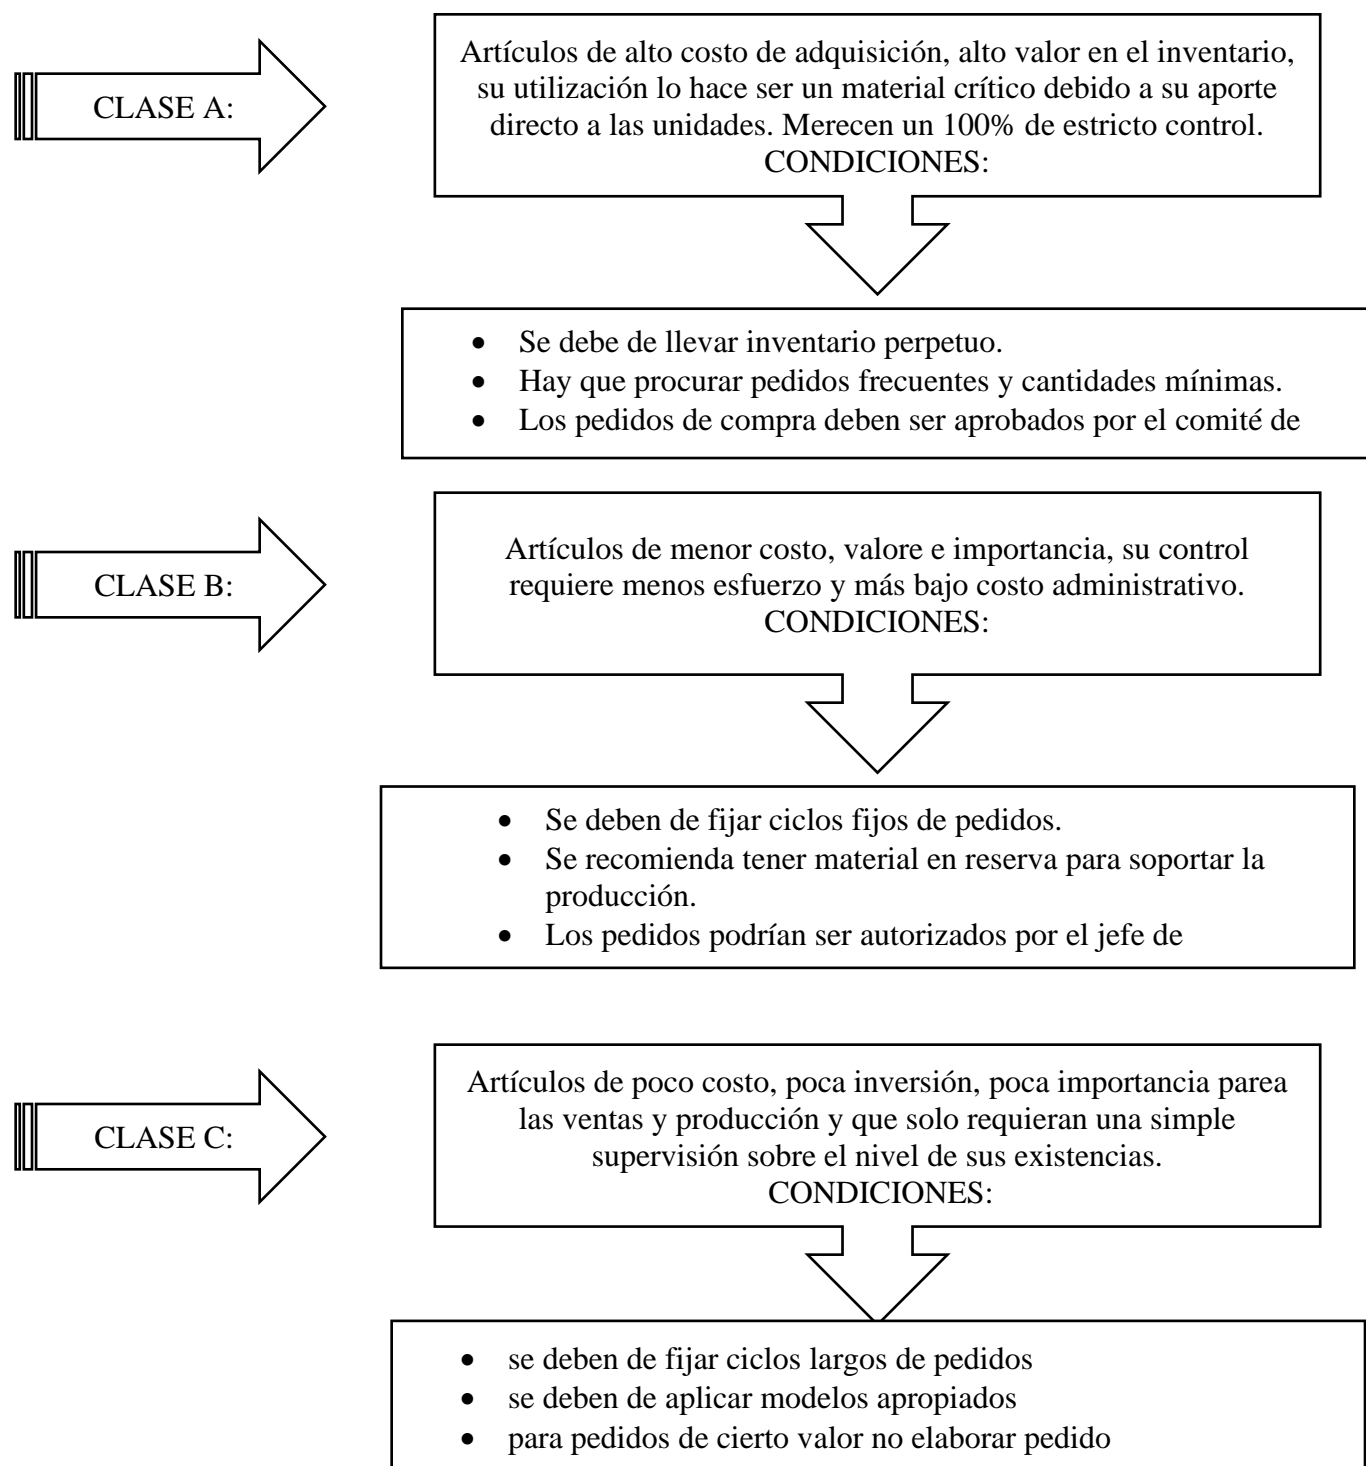 CLASE A:
Artículos de alto costo de adquisición, alto valor en el inventario,
su utilización lo hace ser un material crítico debido a su aporte
directo a las unidades. Merecen un 100% de estricto control.
CONDICIONES:
• Se debe de llevar inventario perpetuo.
• Hay que procurar pedidos frecuentes y cantidades mínimas.
• Los pedidos de compra deben ser aprobados por el comité de
CLASE B:
Artículos de menor costo, valore e importancia, su control
requiere menos esfuerzo y más bajo costo administrativo.
CONDICIONES:
• Se deben de fijar ciclos fijos de pedidos.
• Se recomienda tener material en reserva para soportar la
producción.
• Los pedidos podrían ser autorizados por el jefe de
CLASE C:
Artículos de poco costo, poca inversión, poca importancia parea
las ventas y producción y que solo requieran una simple
supervisión sobre el nivel de sus existencias.
CONDICIONES:
• se deben de fijar ciclos largos de pedidos
• se deben de aplicar modelos apropiados
• para pedidos de cierto valor no elaborar pedido